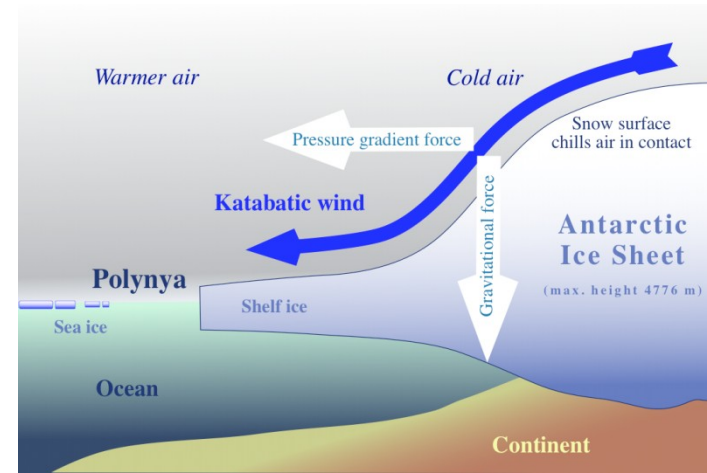 Warmer air
Cold air
Snow surface
chills air in contact
Pressure gradient force
Katabatic wind
Gravitational force
Antarctic
Ice Sheet
(max. height 4776 m)
Polynya
Shelf ice
Sea ice
Ocean
Continent